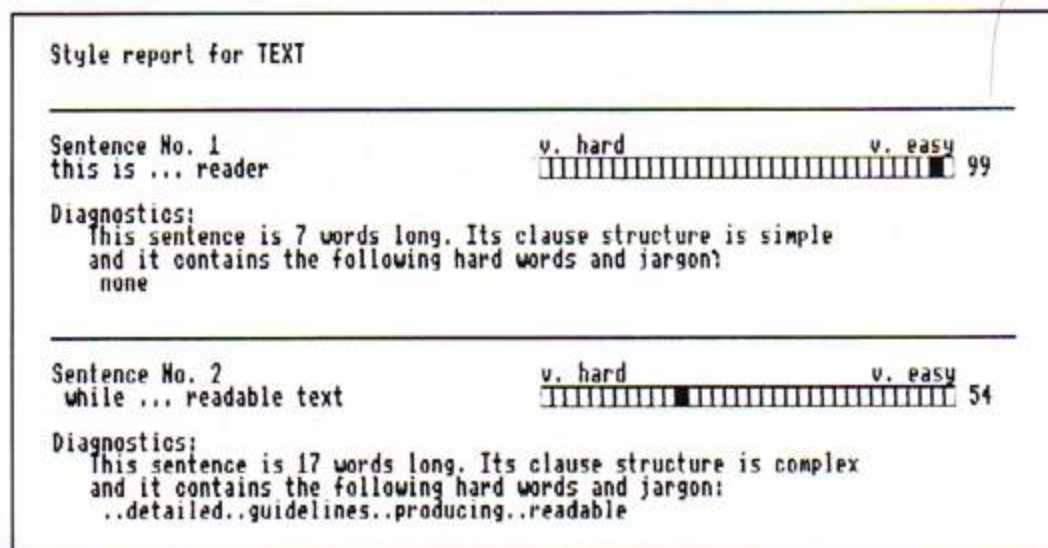 Style report for TEXT
Sentence No. 1 v. hard v. easy
this is ... reader 99
Diagnostics:
This sentence is 7 words long. Its clause structure is simple
and it contains the following hard words and jargon:
none
Sentence No. 2 v. hard v. easy
while ... readable text 54
Diagnostics:
This sentence is 17 words long. Its clause structure is complex
and it contains the following hard words and jargon:
..detailed..guidelines..producing..readable